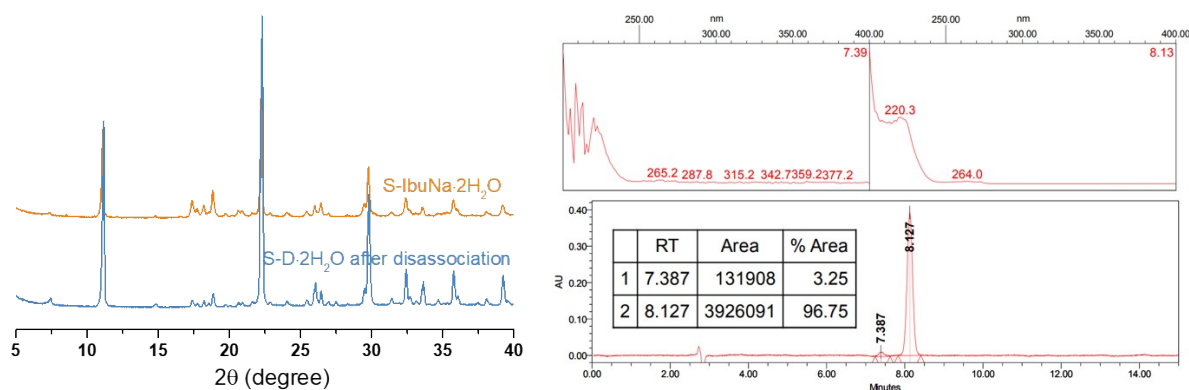 S-IbuNa·2H₂O
S-D·2H₂O after disassociation
5 10 15 20 25 30 35 40
2θ (degree)
nm nm
250.00 300.00 350.00 400.00 250.00 300.00 350.00 400.00
7.39 8.13
220.3
265.2 287.8 315.2 342.7 359.2 377.2 264.0
0.40
0.30
0.20
0.10
0.00
AU
RT Area % Area
1 7.387 131908 3.25
2 8.127 3926091 96.75
7.387
8.127
0.00 2.00 4.00 6.00 8.00 10.00 12.00 14.00
Minutes